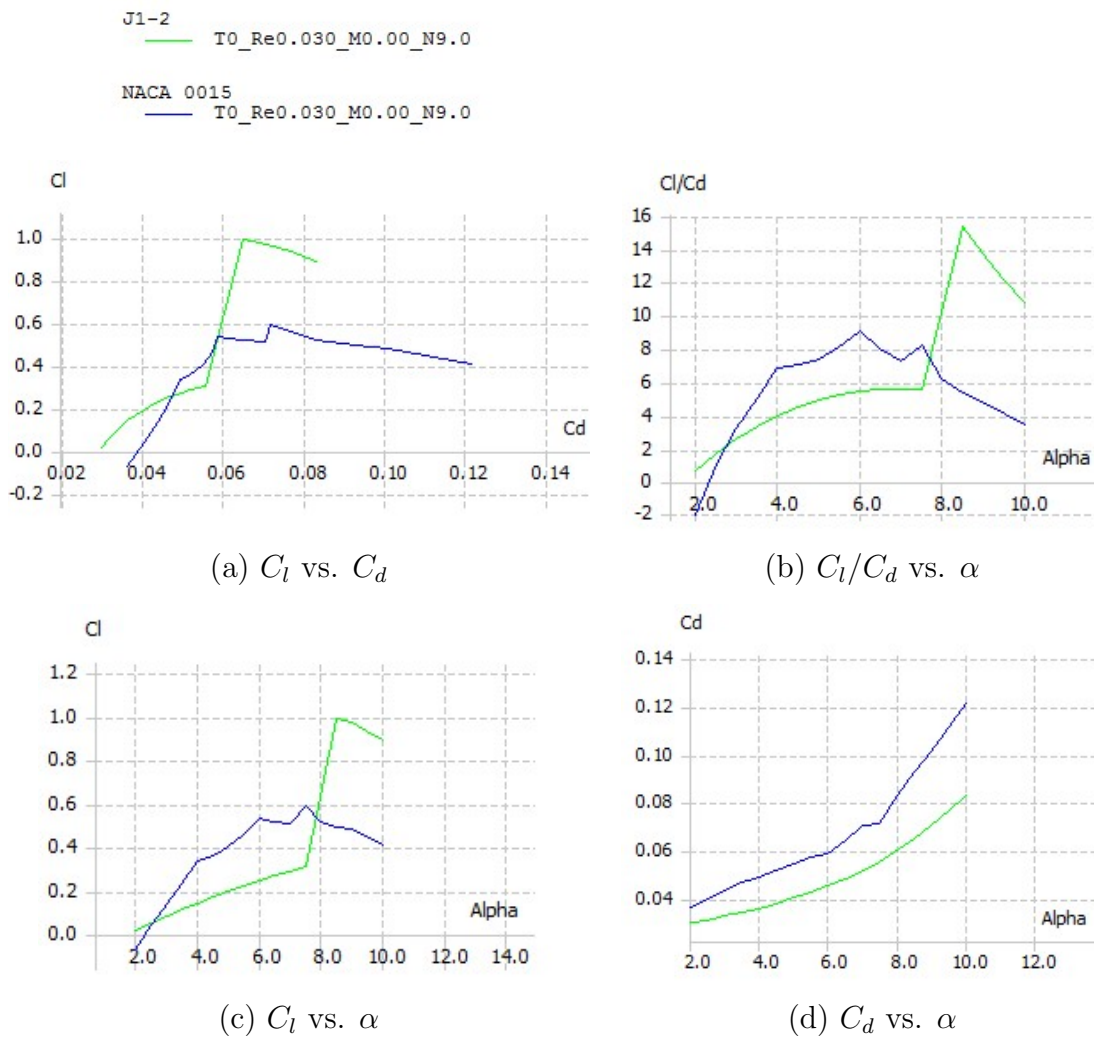 J1-2
T0_Re0.030_M0.00_N9.0
NACA 0015
T0_Re0.030_M0.00_N9.0
Cl
1.0
0.8
0.6
0.4
0.2
0.0
-0.2
0.02 0.04 0.06 0.08 0.10 0.12 0.14
Cd
(a) C_l vs. C_d
Cl/Cd
16
14
12
10
8
6
4
2
0
-2
2.0 4.0 6.0 8.0 10.0
Alpha
(b) C_l/C_d vs. α
Cl
1.2
1.0
0.8
0.6
0.4
0.2
0.0
2.0 4.0 6.0 8.0 10.0 12.0 14.0
Alpha
(c) C_l vs. α
Cd
0.14
0.12
0.10
0.08
0.06
0.04
2.0 4.0 6.0 8.0 10.0 12.0
Alpha
(d) C_d vs. α